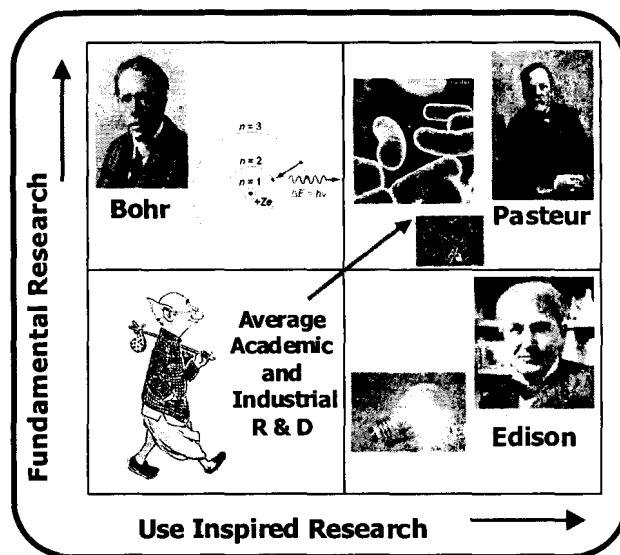 Fundamental Research
Bohr
n = 3
n = 2
n = 1
+Ze
ΔE = hν
Pasteur
Average
Academic
and
Industrial
R & D
Edison
Use Inspired Research